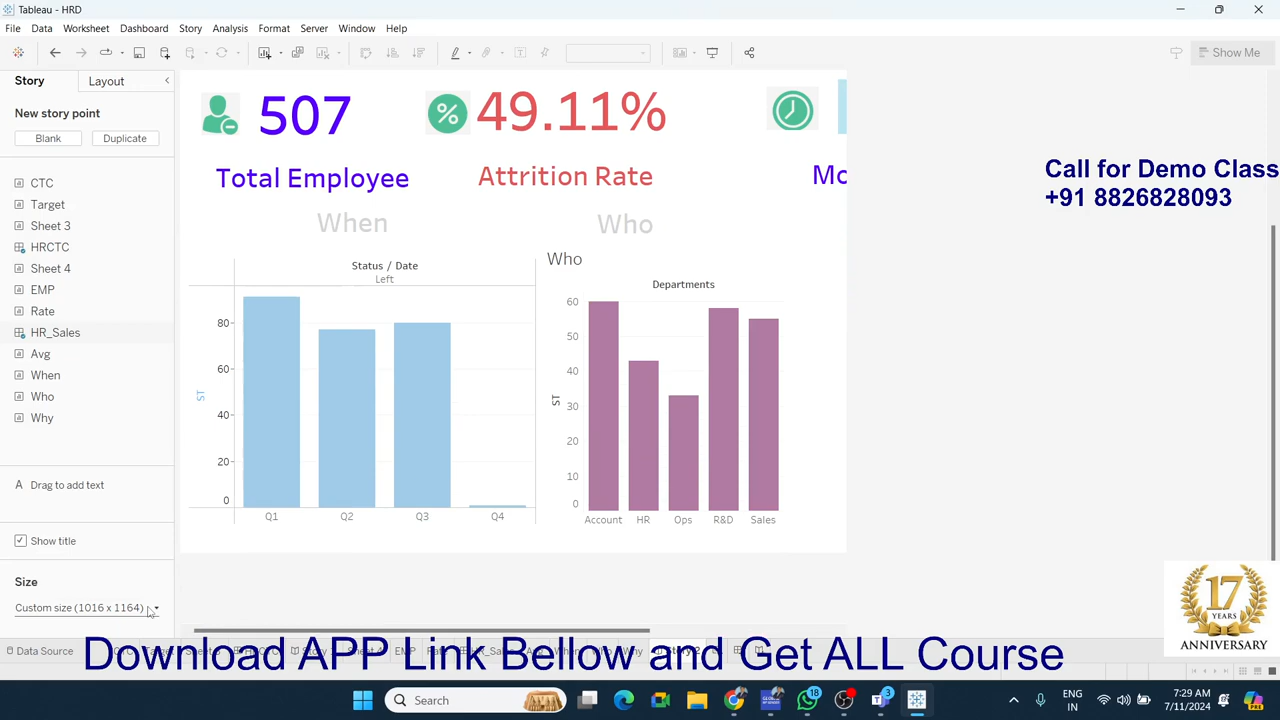 Tableau - HRD
File Data Worksheet Dashboard Story Analysis Format Server Window Help
Show Me
Story Layout
New story point
Blank Duplicate
CTC
Target
Sheet 3
HRCTC
Sheet 4
EMP
Rate
HR_Sales
Avg
When
Who
Why
A Drag to add text
Show title
Size
Custom size (1016 x 1164)
507
49.11%
Total Employee
Attrition Rate
Mo
When
Who
Status / Date
Left
80
60
40
20
0
ST
Q1 Q2 Q3 Q4
Who
Departments
60
50
40
30
20
10
0
ST
Account HR Ops R&D Sales
Call for Demo Class
+91 8826828093
17
YEARS
ANNIVERSARY
Data Source
Download APP Link Bellow and Get ALL Course
Search
18
3
ENG
IN
7:29 AM
7/11/2024